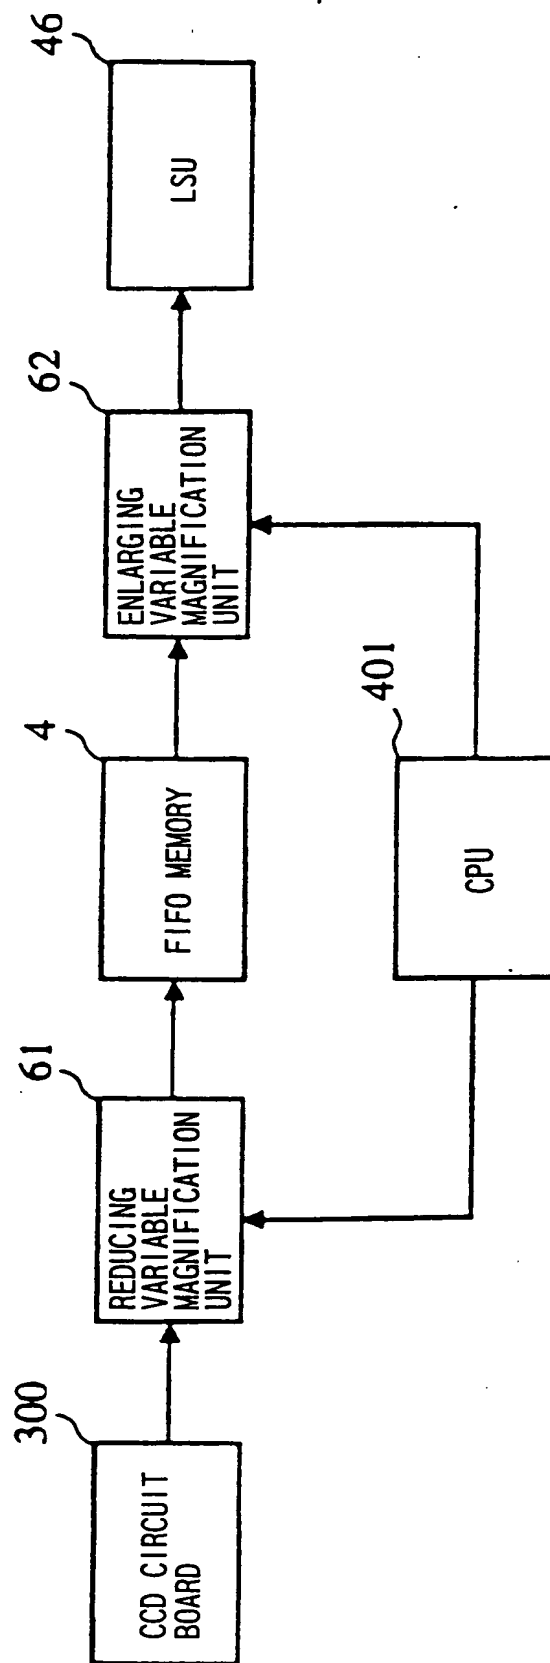 300
CCD CIRCUIT
BOARD
61
REDUCING
VARIABLE
MAGNIFICATION
UNIT
4
FIFO MEMORY
62
ENLARGING
VARIABLE
MAGNIFICATION
UNIT
46
LSU
401
CPU